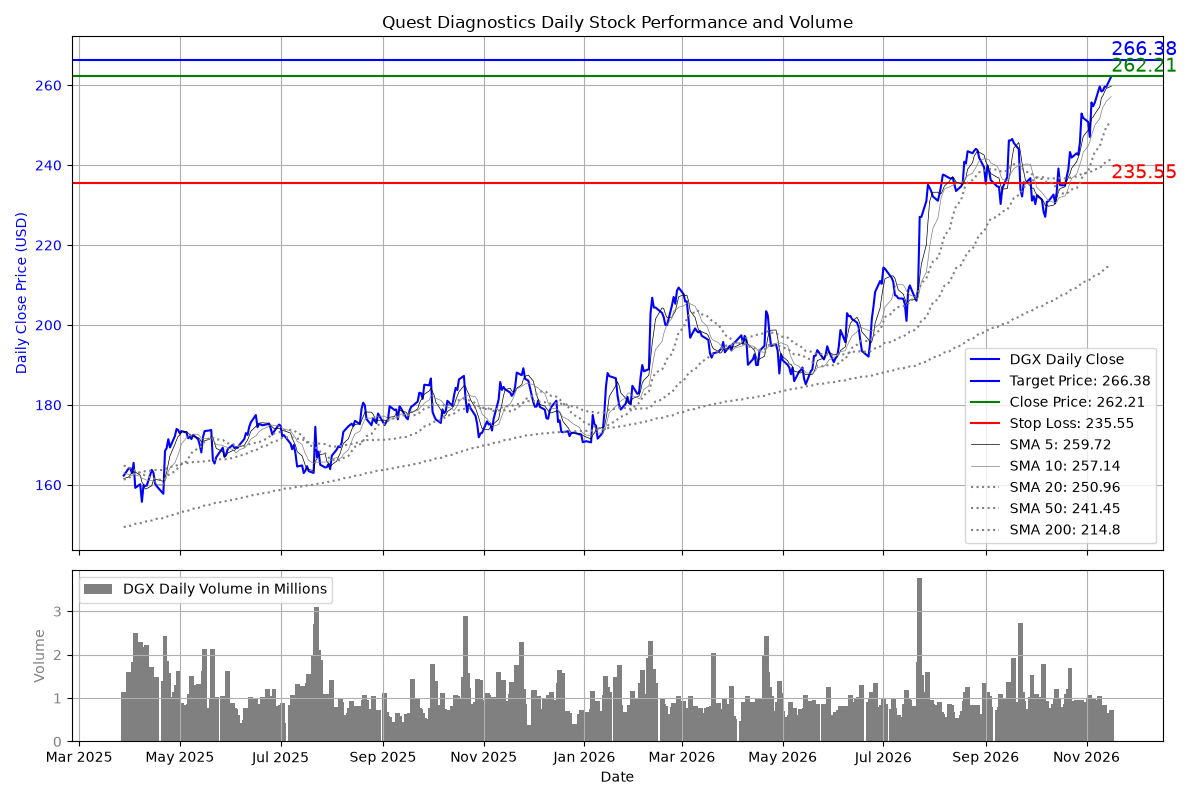 Quest Diagnostics Daily Stock Performance and Volume
266.38
262.21
235.55
260
240
220
200
180
160
Daily Close Price (USD)
DGX Daily Close
Target Price: 266.38
Close Price: 262.21
Stop Loss: 235.55
SMA 5: 259.72
SMA 10: 257.14
SMA 20: 250.96
SMA 50: 241.45
SMA 200: 214.8
DGX Daily Volume in Millions
3
2
1
0
Volume
Mar 2025 May 2025 Jul 2025 Sep 2025 Nov 2025 Jan 2026 Mar 2026 May 2026 Jul 2026 Sep 2026 Nov 2026
Date